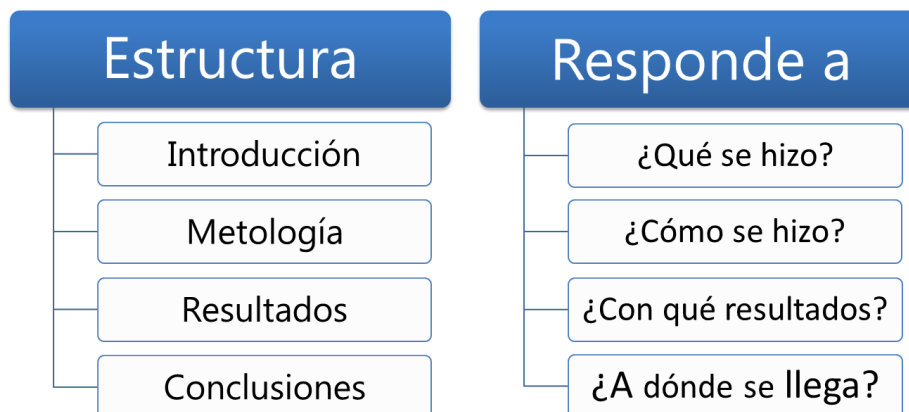 Estructura
Introducción
Metología
Resultados
Conclusiones
Responde a
¿Qué se hizo?
¿Cómo se hizo?
¿Con qué resultados?
¿A dónde se llega?